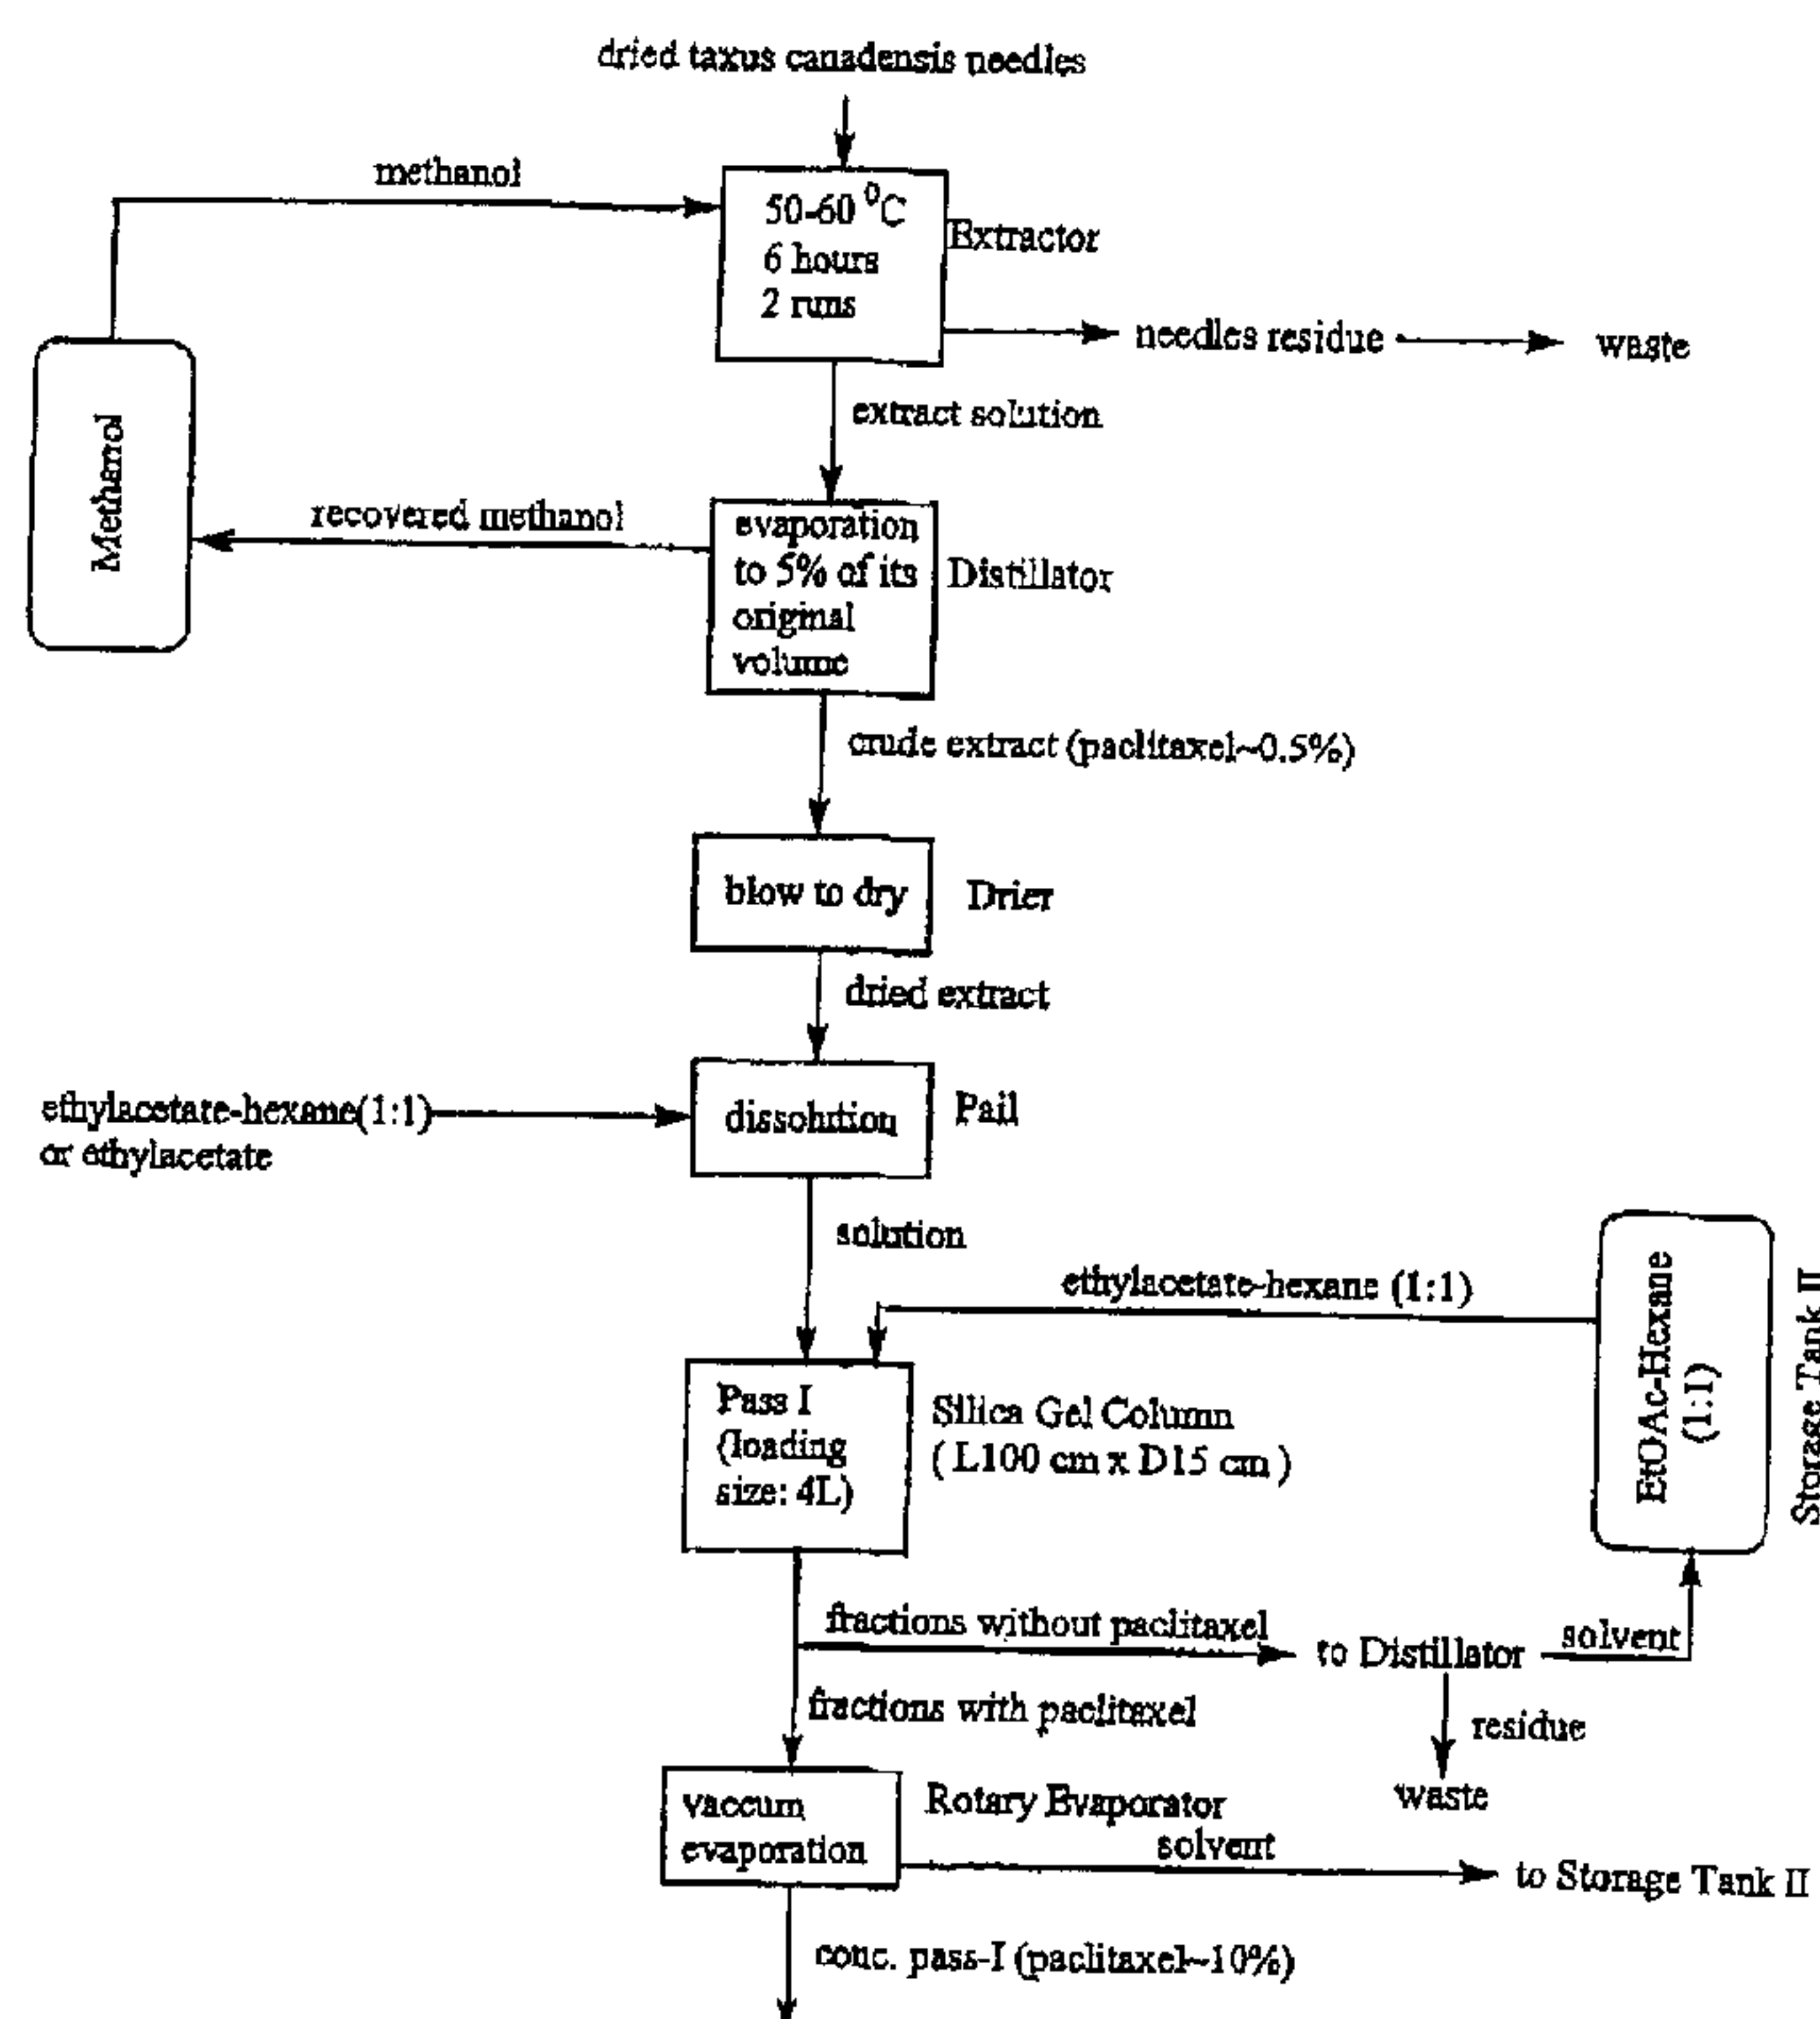 dried taxus canadensis needles
methanol
50-60 ⁰C
6 hours
2 runs
Extractor
needles residue
waste
extract solution
Methanol
recovered methanol
evaporation
to 5% of its
original
volume
Distillator
crude extract (paclitaxel~0.5%)
blow to dry
Drier
dried extract
ethylacetate-hexane(1:1)
or ethylacetate
dissolution
Pail
solution
ethylacetate-hexane (1:1)
EtOAc-Hexane
(1:1)
Storage Tank II
Pass I
(loading
size: 4L)
Silica Gel Column
( L100 cm x D15 cm )
fractions without paclitaxel
to Distillator
solvent
fractions with paclitaxel
residue
waste
vaccum
evaporation
Rotary Evaporator
solvent
to Storage Tank II
conc. pass-I (paclitaxel~10%)